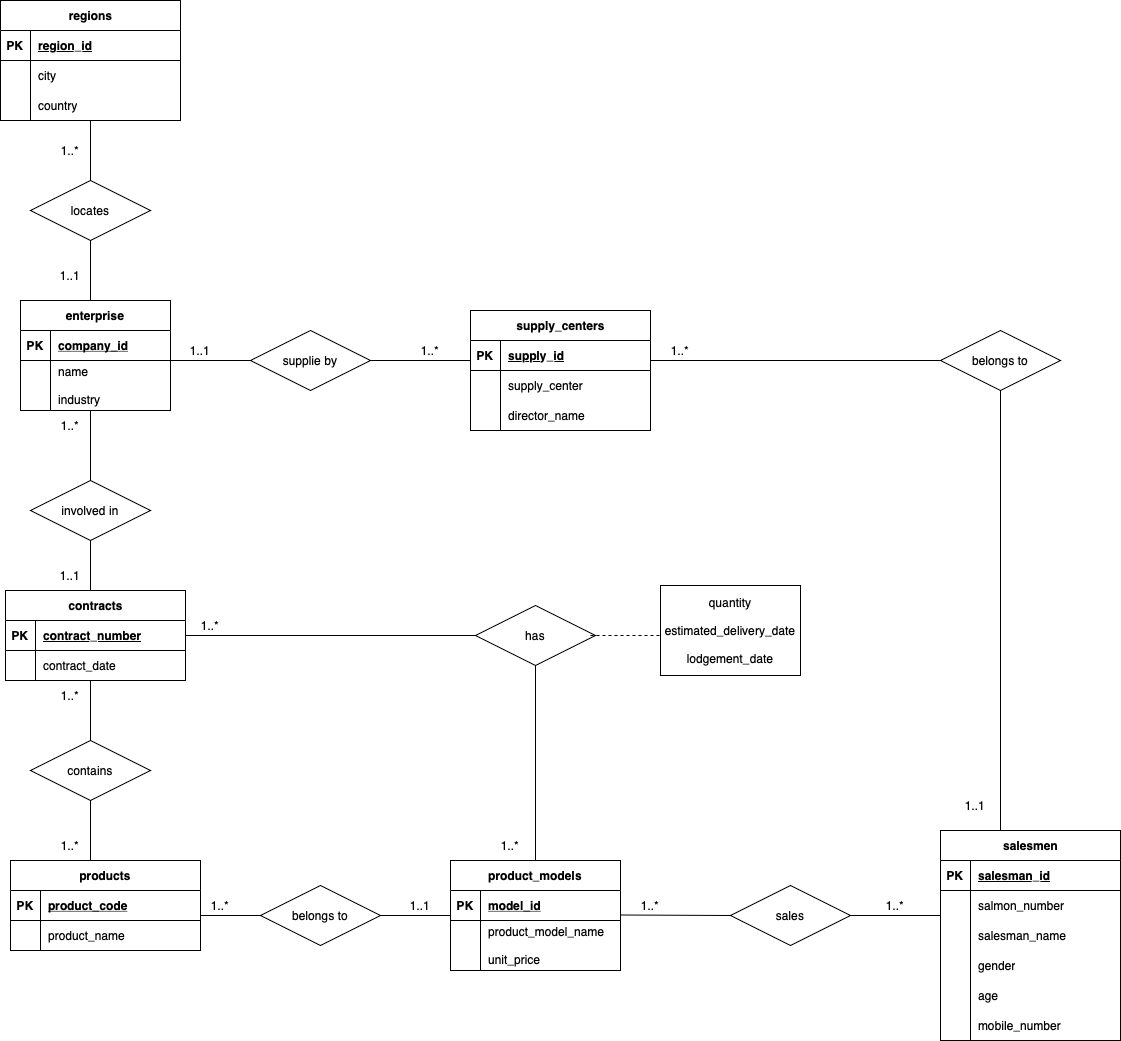 regions
PK region_id
city
country
1..*
locates
1..1
enterprise
PK company_id
name
industry
1..1
supplie by
1..*
supply_centers
PK supply_id
supply_center
director_name
1..*
belongs to
1..*
involved in
1..1
contracts
PK contract_number
contract_date
1..*
has
quantity
estimated_delivery_date
lodgement_date
1..*
contains
1..*
1..*
1..1
products
PK product_code
product_name
1..*
belongs to
1..1
product_models
PK model_id
product_model_name
unit_price
1..*
sales
1..*
salesmen
PK salesman_id
salmon_number
salesman_name
gender
age
mobile_number